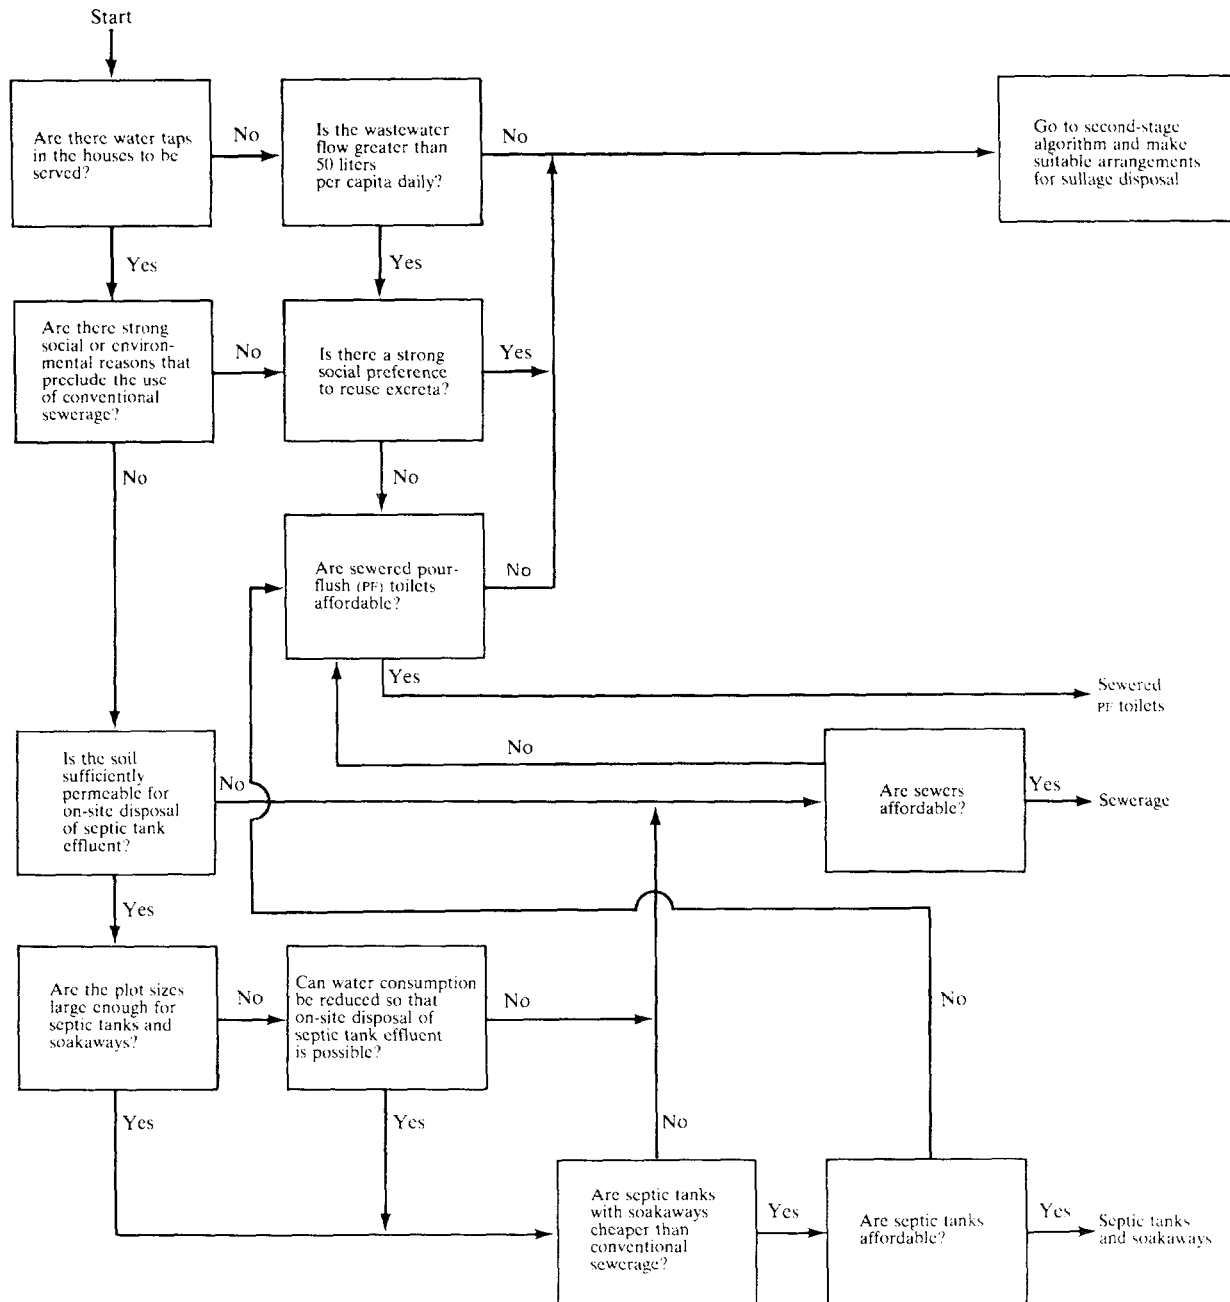 Start
Are there water taps
in the houses to be
served?
No
Is the wastewater
flow greater than
50 liters
per capita daily?
No
Go to second-stage
algorithm and make
suitable arrangements
for sullage disposal
Yes
Yes
Are there strong
social or environ-
mental reasons that
preclude the use
of conventional
sewerage?
No
Is there a strong
social preference
to reuse excreta?
Yes
No
No
Are sewered pour-
flush (PF) toilets
affordable?
No
Yes
Sewered
PF toilets
Is the soil
sufficiently
permeable for
on-site disposal
of septic tank
effluent?
No
No
Are sewers
affordable?
Yes
Sewerage
Yes
Are the plot sizes
large enough for
septic tanks and
soakaways?
No
Can water consumption
be reduced so that
on-site disposal of
septic tank effluent
is possible?
No
No
Yes
Yes
No
Are septic tanks
with soakaways
cheaper than
conventional
sewerage?
Yes
Are septic tanks
affordable?
Yes
Septic tanks
and soakaways